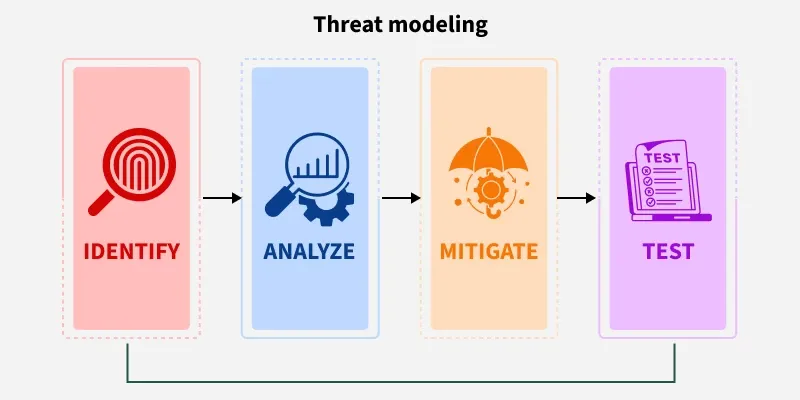 Threat modeling
IDENTIFY
ANALYZE
MITIGATE
TEST
TEST